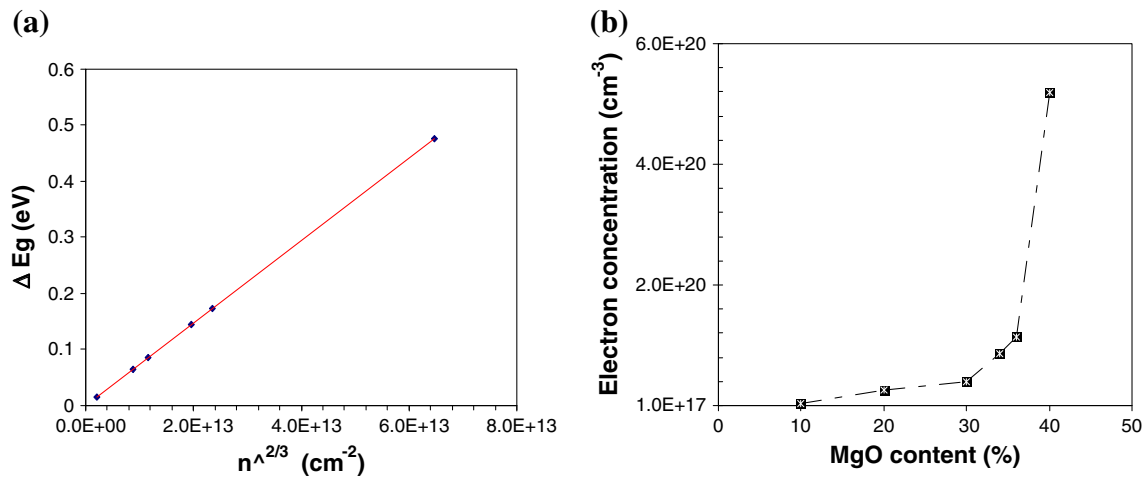 (a)
0.6
0.5
0.4
0.3
0.2
0.1
0
0.0E+00 2.0E+13 4.0E+13 6.0E+13 8.0E+13
Δ Eg (eV)
n^2/3 (cm-2)
(b)
6.0E+20
4.0E+20
2.0E+20
1.0E+17
0 10 20 30 40 50
Electron concentration (cm-3)
MgO content (%)